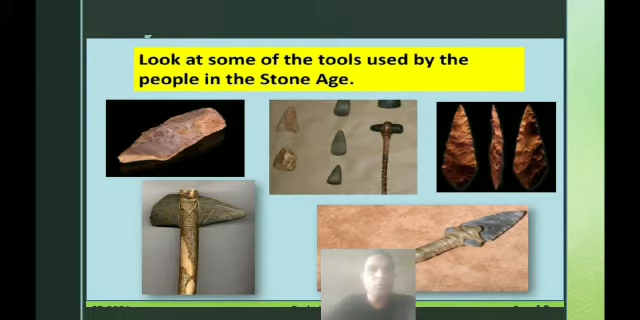 Look at some of the tools used by the
people in the Stone Age.